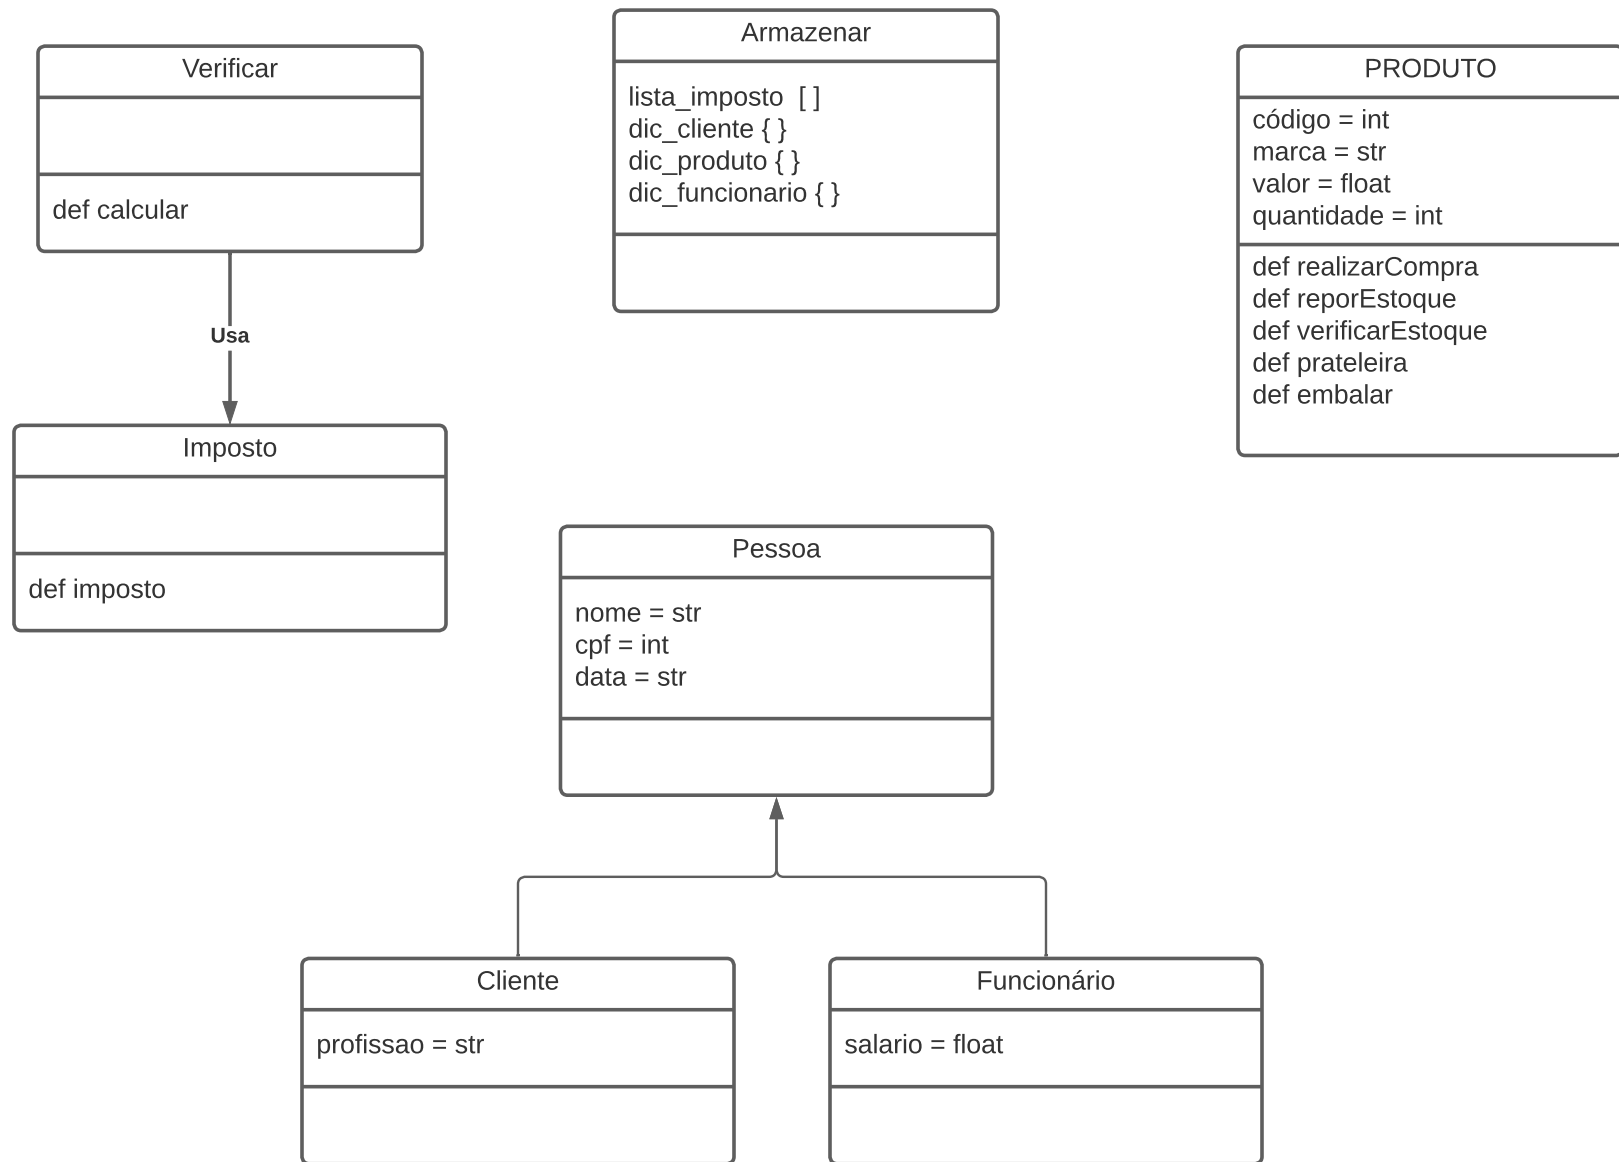 Verificar
def calcular
Usa
Imposto
def imposto
Armazenar
lista_imposto  [ ]
dic_cliente { }
dic_produto { }
dic_funcionario { }
PRODUTO
código = int
marca = str
valor = float
quantidade = int
def realizarCompra
def reporEstoque
def verificarEstoque
def prateleira
def embalar
Pessoa
nome = str
cpf = int
data = str
Cliente
profissao = str
Funcionário
salario = float